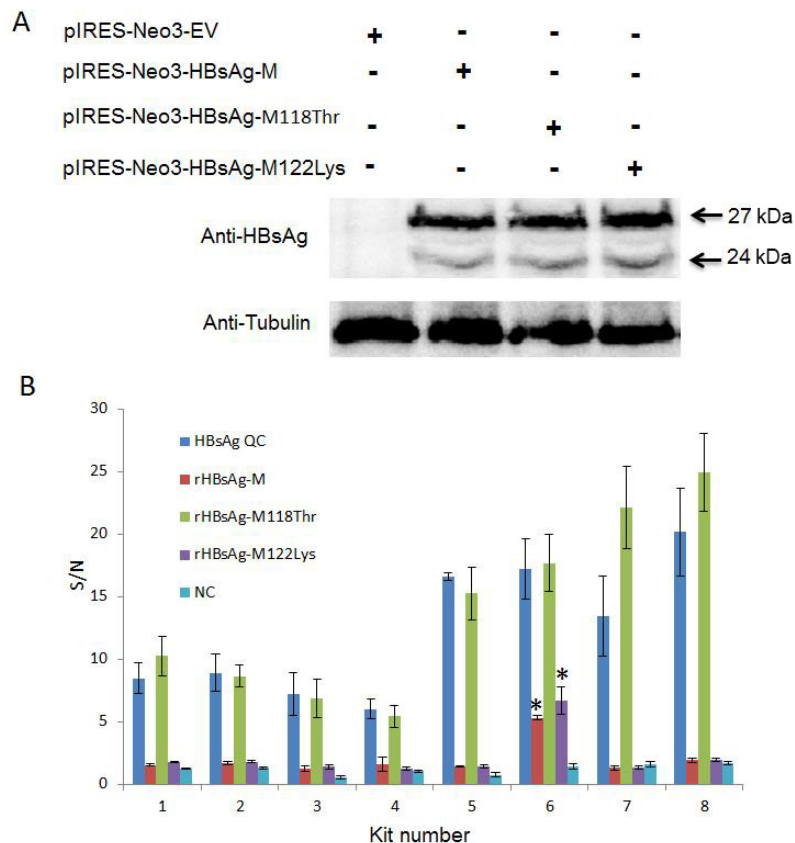 A
pIRES-Neo3-EV + - - -
pIRES-Neo3-HBsAg-M - + - -
pIRES-Neo3-HBsAg-M118Thr - - + -
pIRES-Neo3-HBsAg-M122Lys - - - +
Anti-HBsAg
27 kDa
24 kDa
Anti-Tubulin
B
30
25
20
15
10
5
0
S/N
HBsAg QC
rHBsAg-M
rHBsAg-M118Thr
rHBsAg-M122Lys
NC
* *
1 2 3 4 5 6 7 8
Kit number